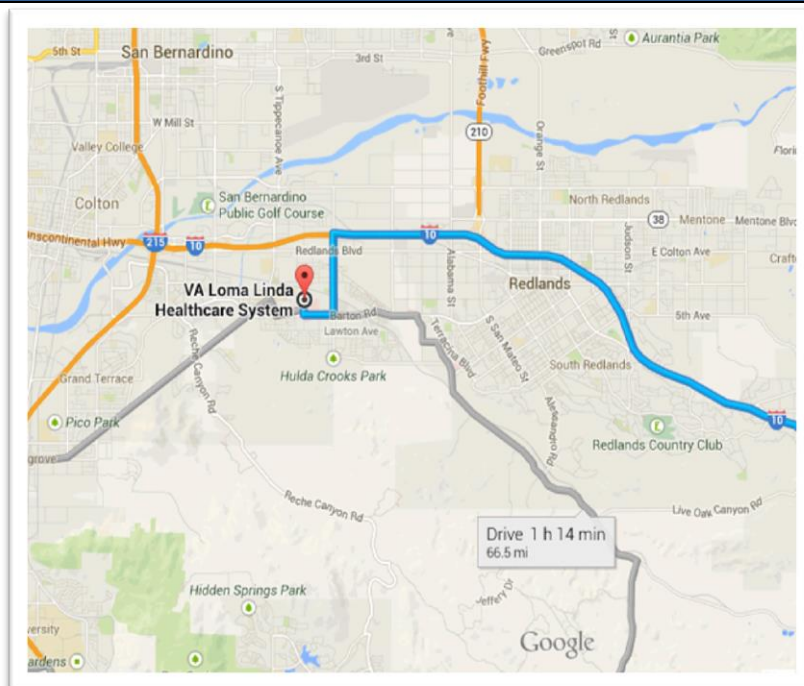 5th St
San Bernardino
3rd St
Greenspot Rd
Aurantia Park
St
Foothill Fwy
S Tippecanoe Ave
W Mill St
210
Orange St
Valley College
Colton
San Bernardino
Public Golf Course
North Redlands
38
Mentone
Mentone Blvd
nscontinental Hwy
215
10
Redlands Blvd
10
Judson St
E Colton Ave
Craft
VA Loma Linda
Healthcare System
Alabama St
Redlands
Barton Rd
Lawton Ave
5th Ave
Terracina Blvd
S San Mateo St
Reche Canyon Rd
Grand Terrace
Hulda Crooks Park
South Redlands
Alessandro Rd
Pico Park
10
Redlands Country Club
grove
Reche Canyon Rd
Live Oak Canyon Rd
Drive 1 h 14 min
66.5 mi
Hidden Springs Park
Jeffery Dr
versity
Google
ardens